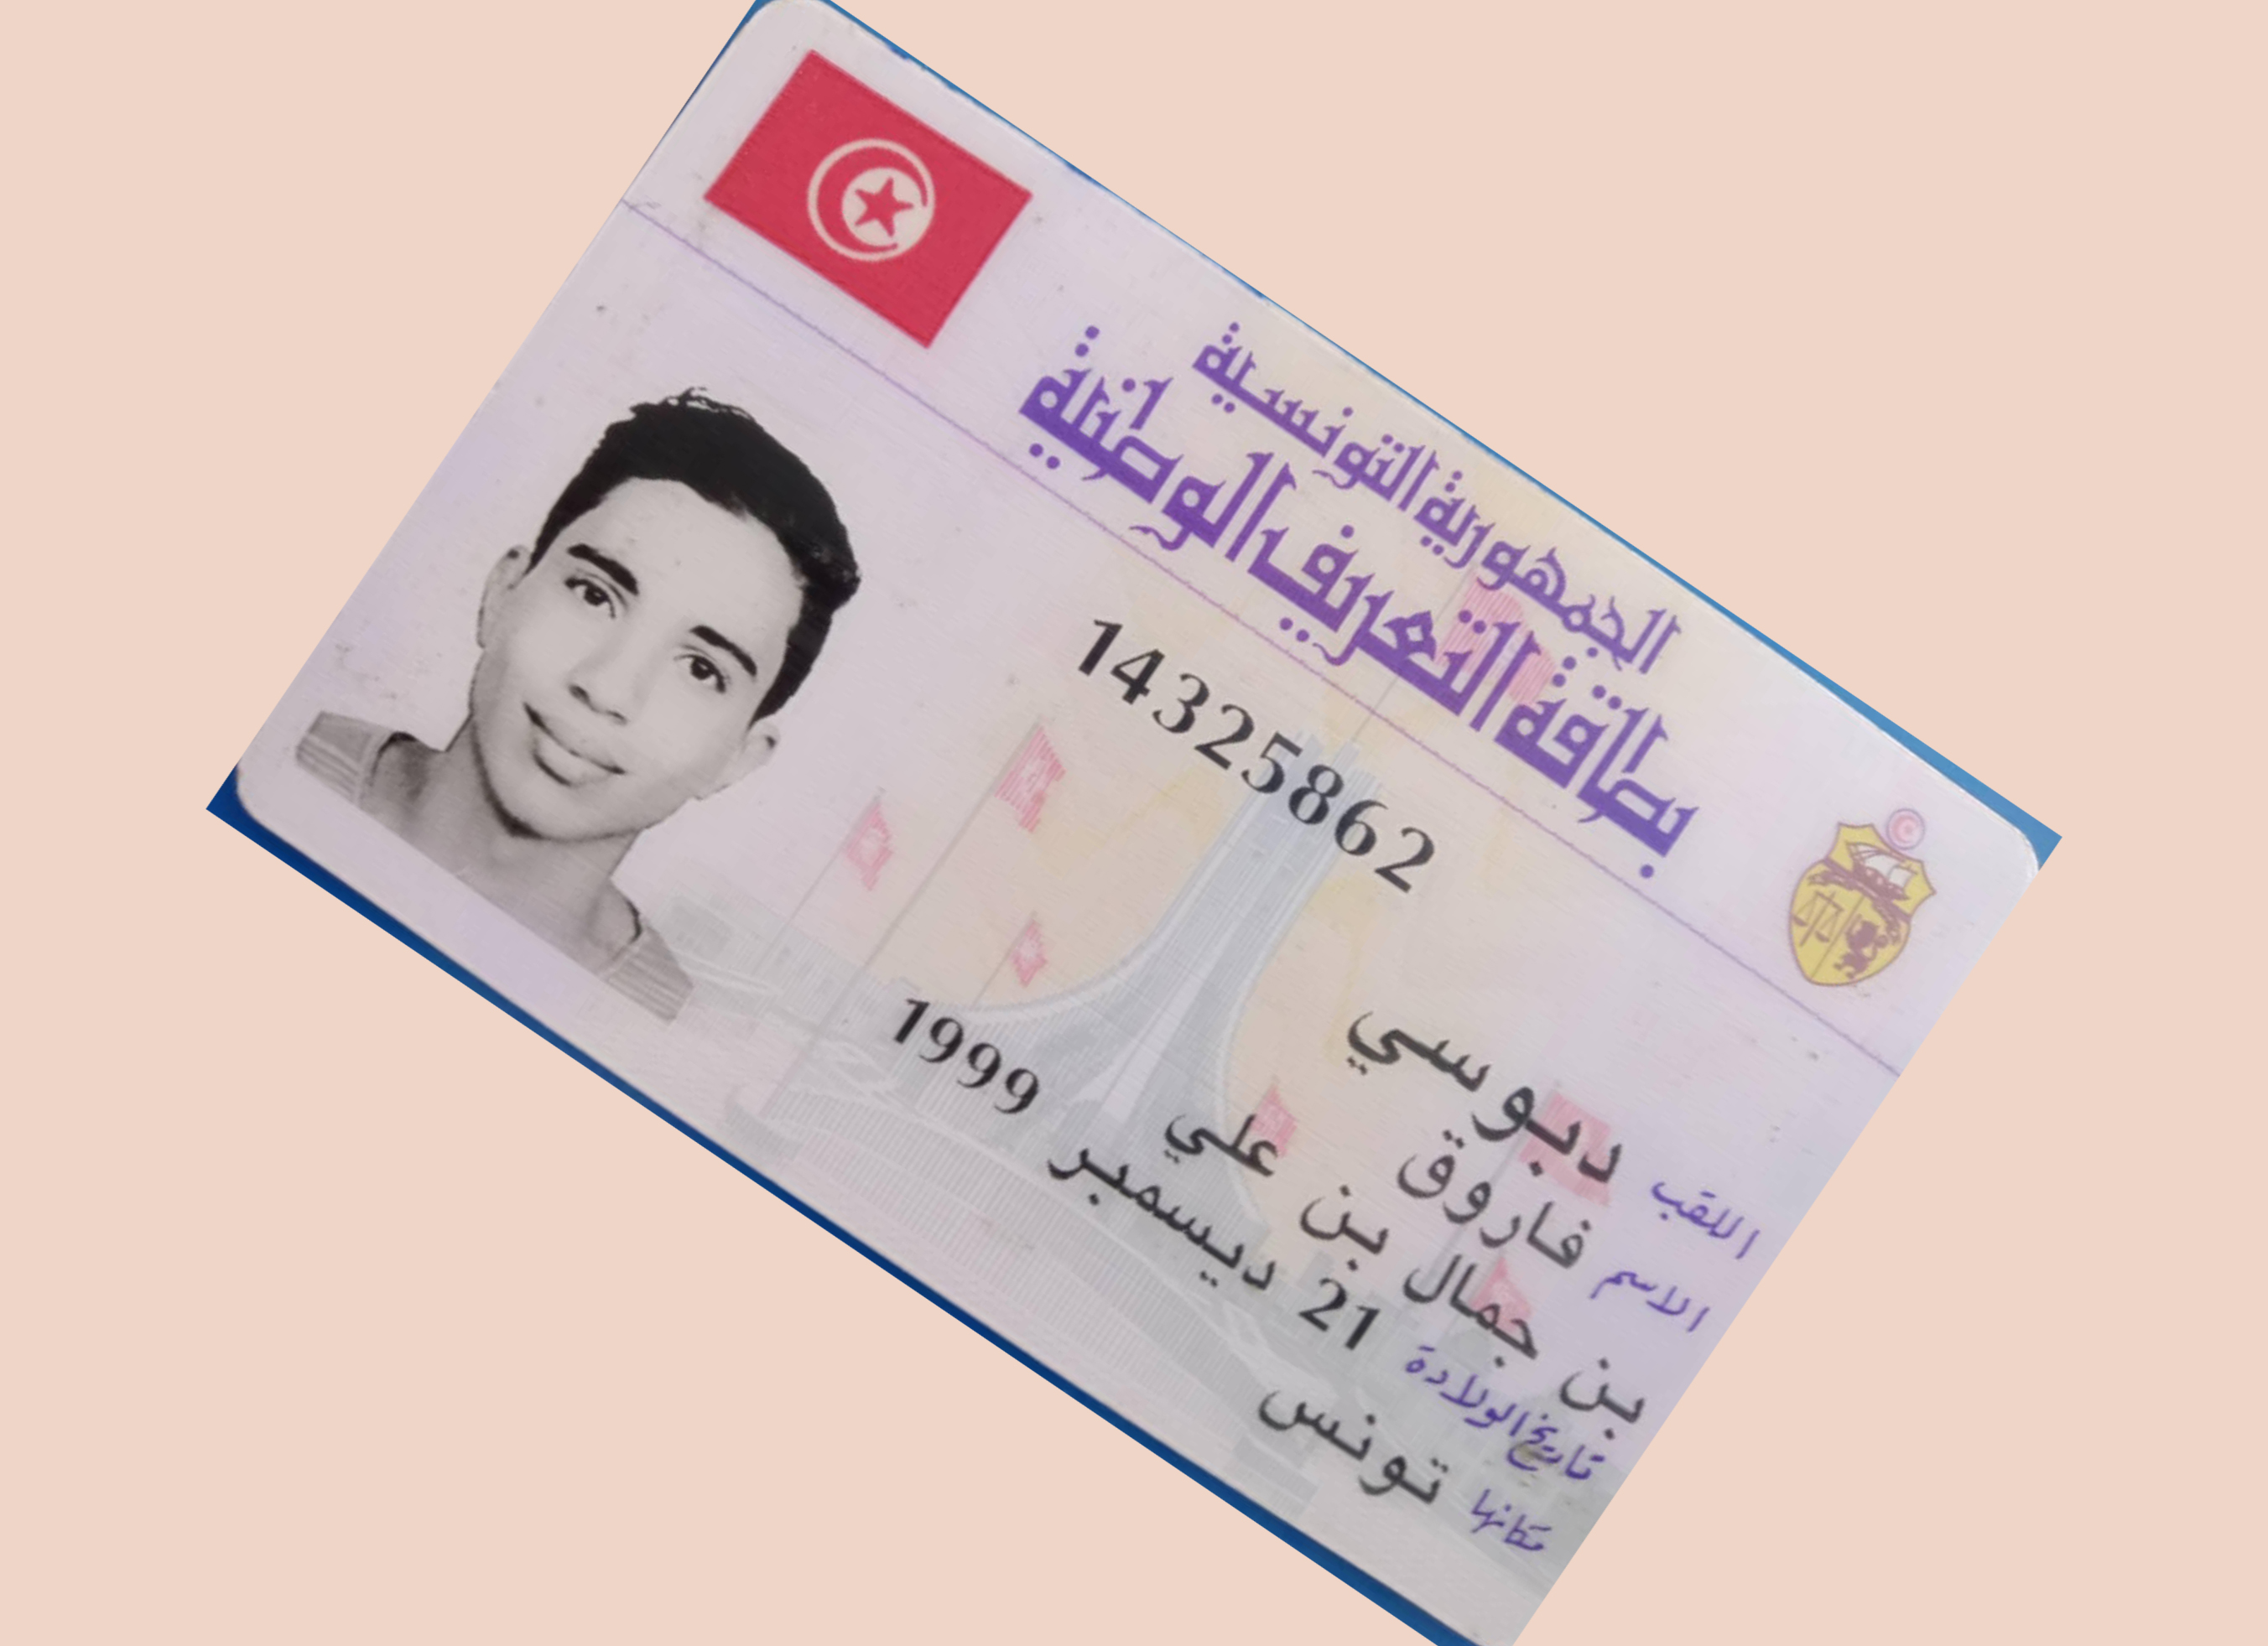 الجمهورية التونسية
بطاقة التعريف الوطنية
14325862
اللقب دبوسي
الاسم فاروق
بن جمال بن علي
تاريخ الولادة 21 ديسمبر 1999
مكانها تونس